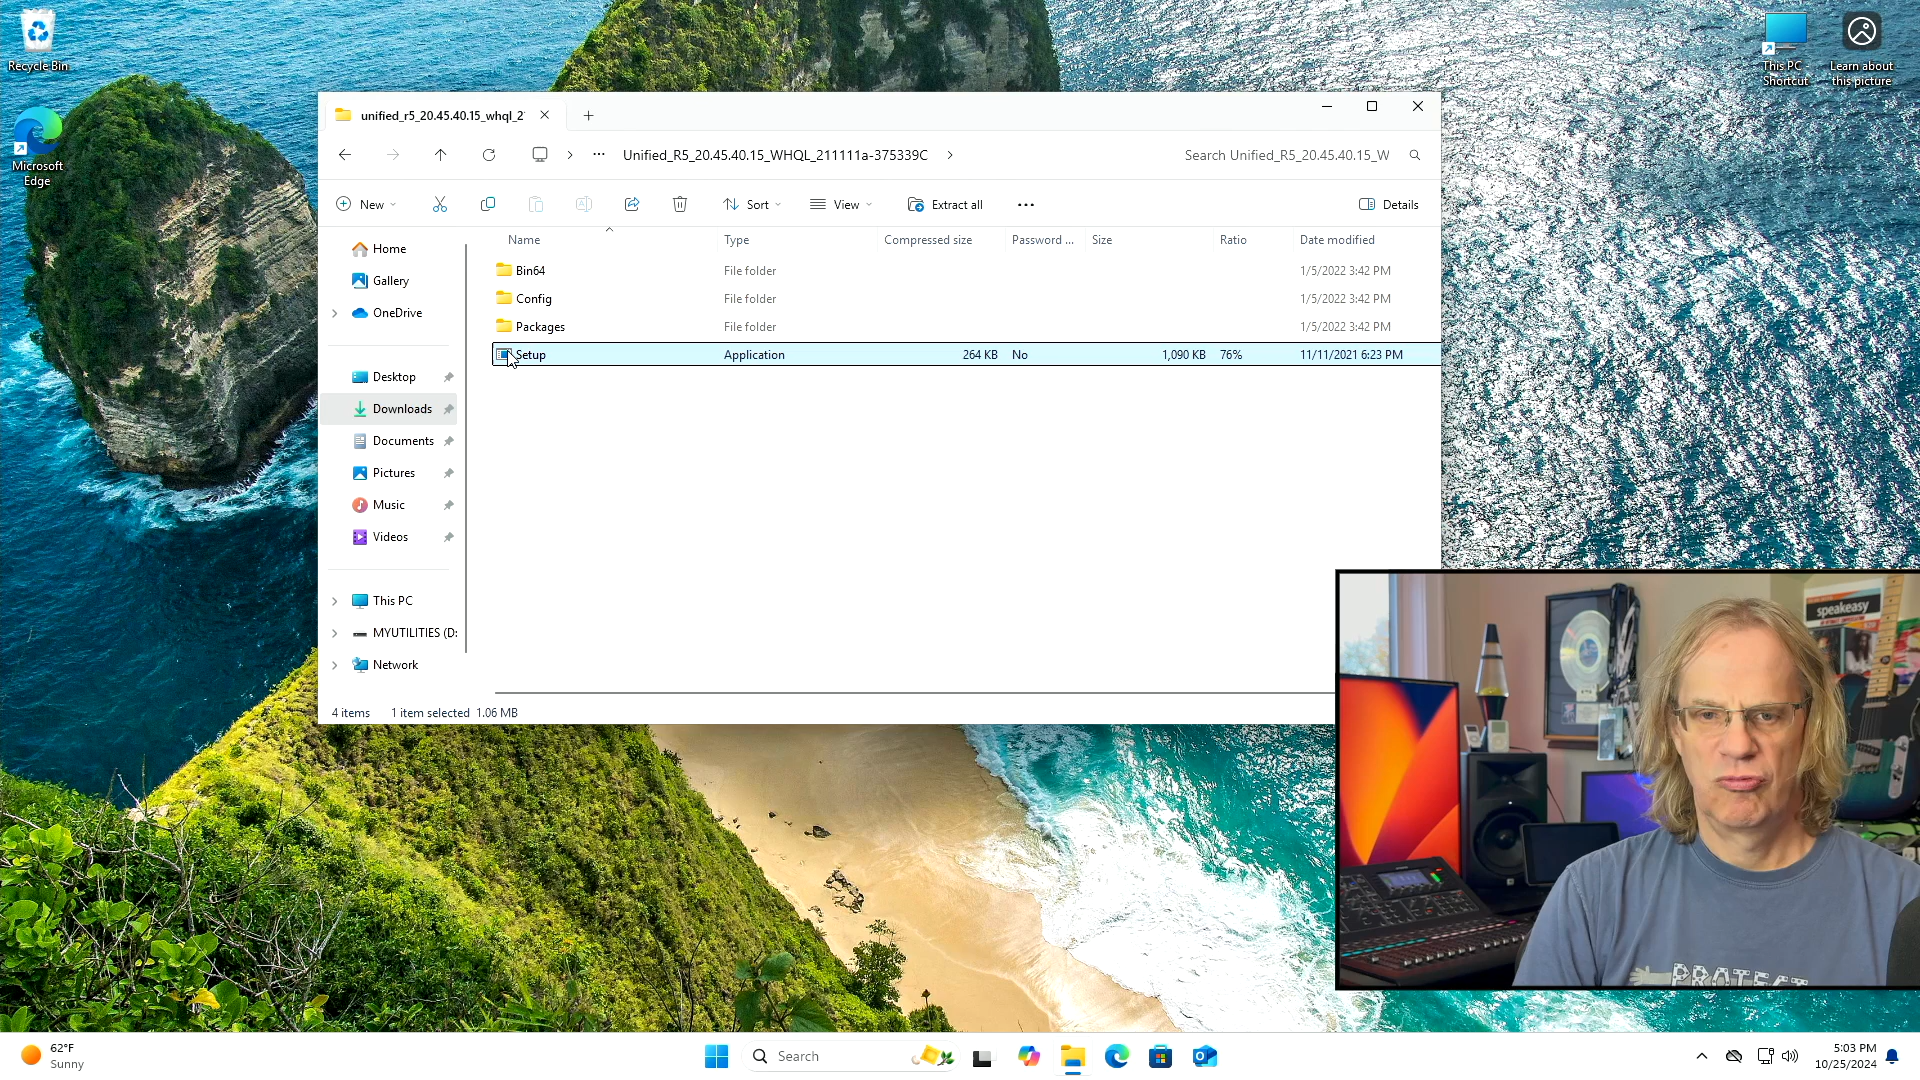 Recycle Bin
This PC -
Shortcut
Learn about
this picture
Microsoft
Edge
unified_r5_20.45.40.15_whql_2
Unified_R5_20.45.40.15_WHQL_211111a-375339C
Search Unified_R5_20.45.40.15_W
New
Sort
View
Extract all
Details
Name Type Compressed size Password ... Size Ratio Date modified
Bin64 File folder 1/5/2022 3:42 PM
Config File folder 1/5/2022 3:42 PM
Packages File folder 1/5/2022 3:42 PM
Setup Application 264 KB No 1,090 KB 76% 11/11/2021 6:23 PM
Home
Gallery
OneDrive
Desktop
Downloads
Documents
Pictures
Music
Videos
This PC
MYUTILITIES (D:
Network
4 items 1 item selected 1.06 MB
speakeasy
PROTECT
62°F
Sunny
Search
5:03 PM
10/25/2024